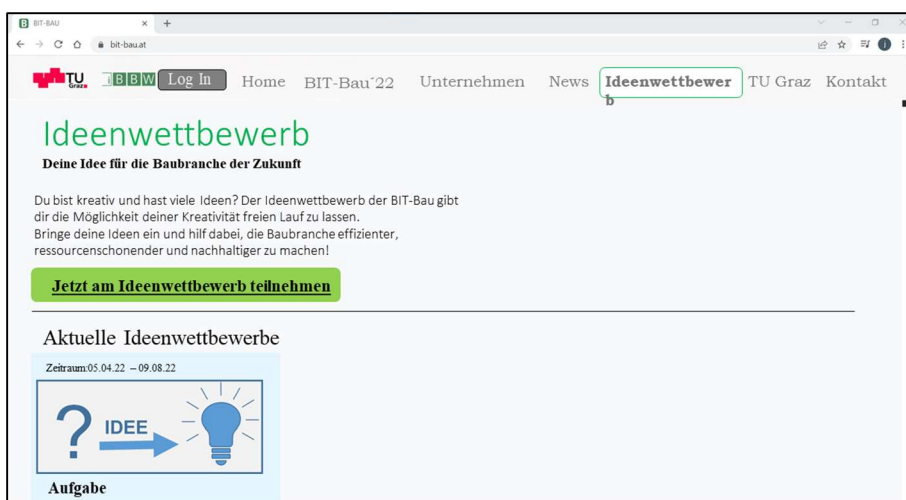 BIT-BAU
bit-bau.at
TU
Graz
BBW
Log In
Home
BIT-Bau´22
Unternehmen
News
Ideenwettbewer
b
TU Graz
Kontakt
Ideenwettbewerb
Deine Idee für die Baubranche der Zukunft
Du bist kreativ und hast viele Ideen? Der Ideenwettbewerb der BIT-Bau gibt
dir die Möglichkeit deiner Kreativität freien Lauf zu lassen.
Bringe deine Ideen ein und hilf dabei, die Baubranche effizienter,
ressourcenschonender und nachhaltiger zu machen!
Jetzt am Ideenwettbewerb teilnehmen
Aktuelle Ideenwettbewerbe
Zeitraum:05.04.22 – 09.08.22
? IDEE
Aufgabe